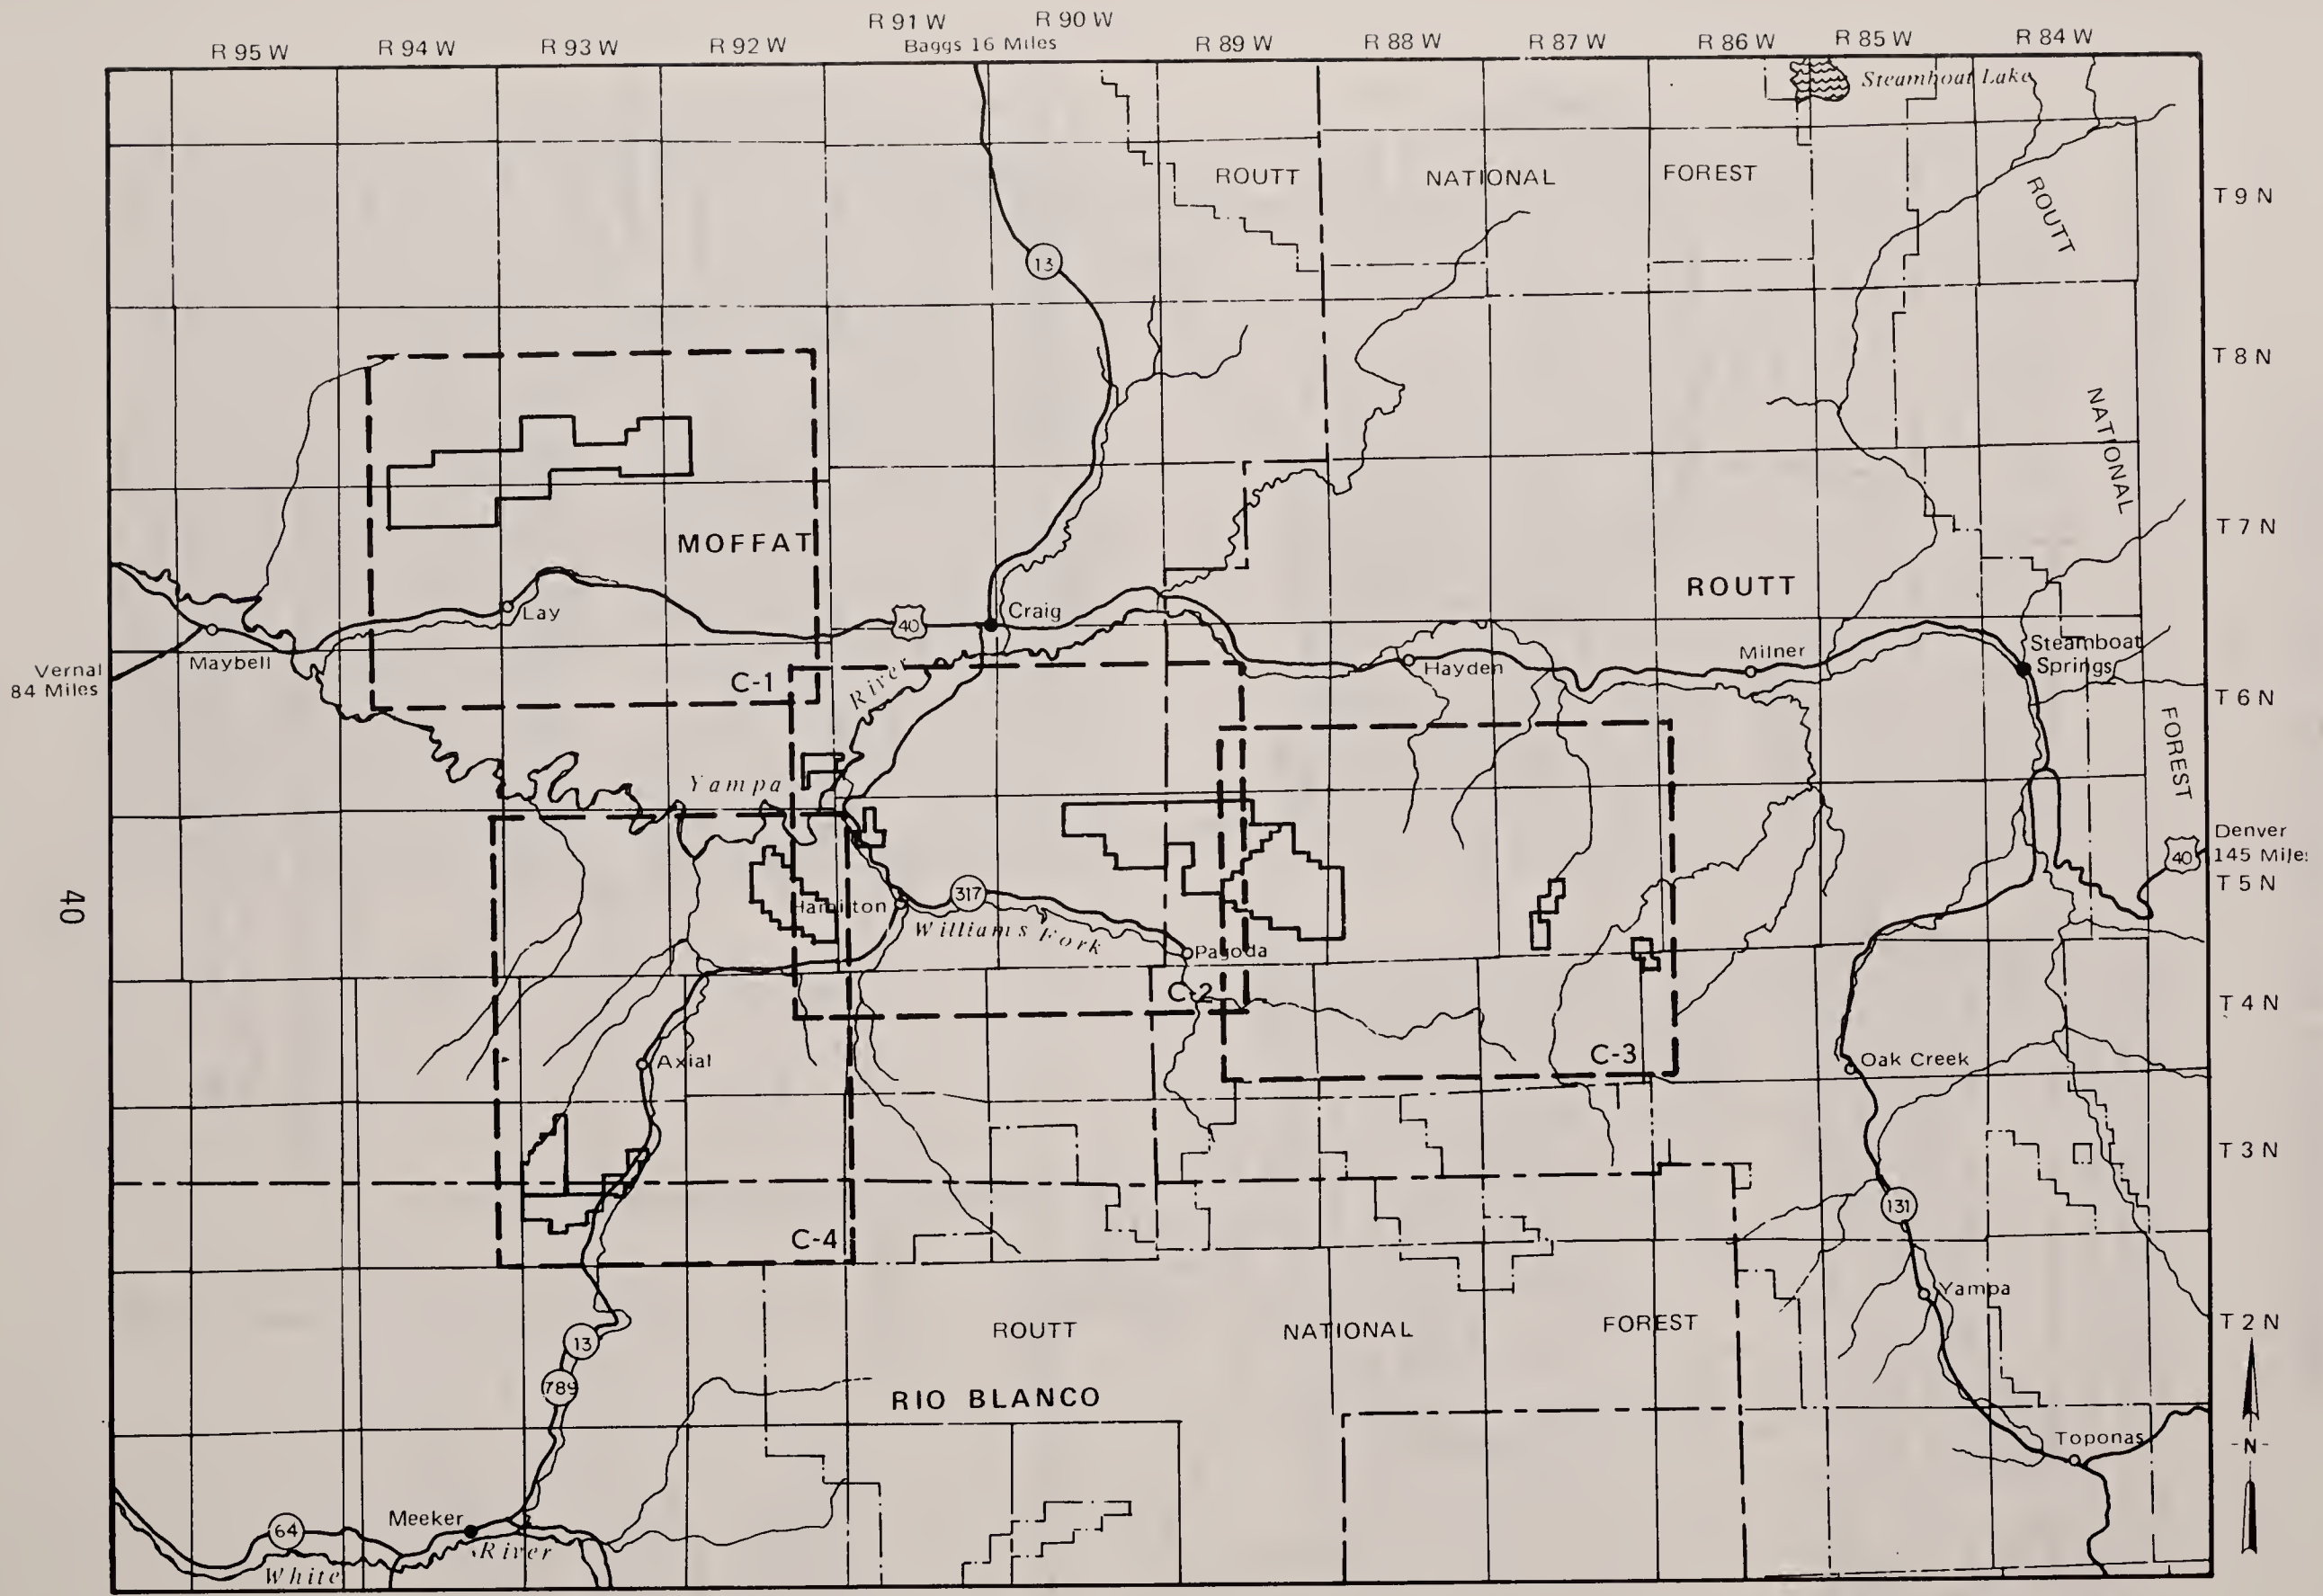 R 91 W
R 90 W
R 95 W
R 94 W
R 93 W
R 92 W
Baggs 16 Miles
R 89 W
R 88 W
R 87 W
R 86 W
R 85 W
R 84 W
Steamboat Lake
ROUTT
NATIONAL
FOREST
T 9 N
ROUTT
13
T 8 N
NATIONAL
T 7 N
MOFFAT
ROUTT
Lay
40
Craig
Maybell
Vernal
84 Miles
C-1
River
Hayden
Milner
Steamboat
Springs
T 6 N
FOREST
Yampa
Denver
145 Mile
40
T 5 N
40
Hamilton
317
Williams Fork
Pagoda
C-2
T 4 N
Axial
C-3
Oak Creek
T 3 N
131
C-4
Yampa
ROUTT
NATIONAL
FOREST
T 2 N
13
789
RIO BLANCO
Toponas
-N-
Meeker
64
River
White